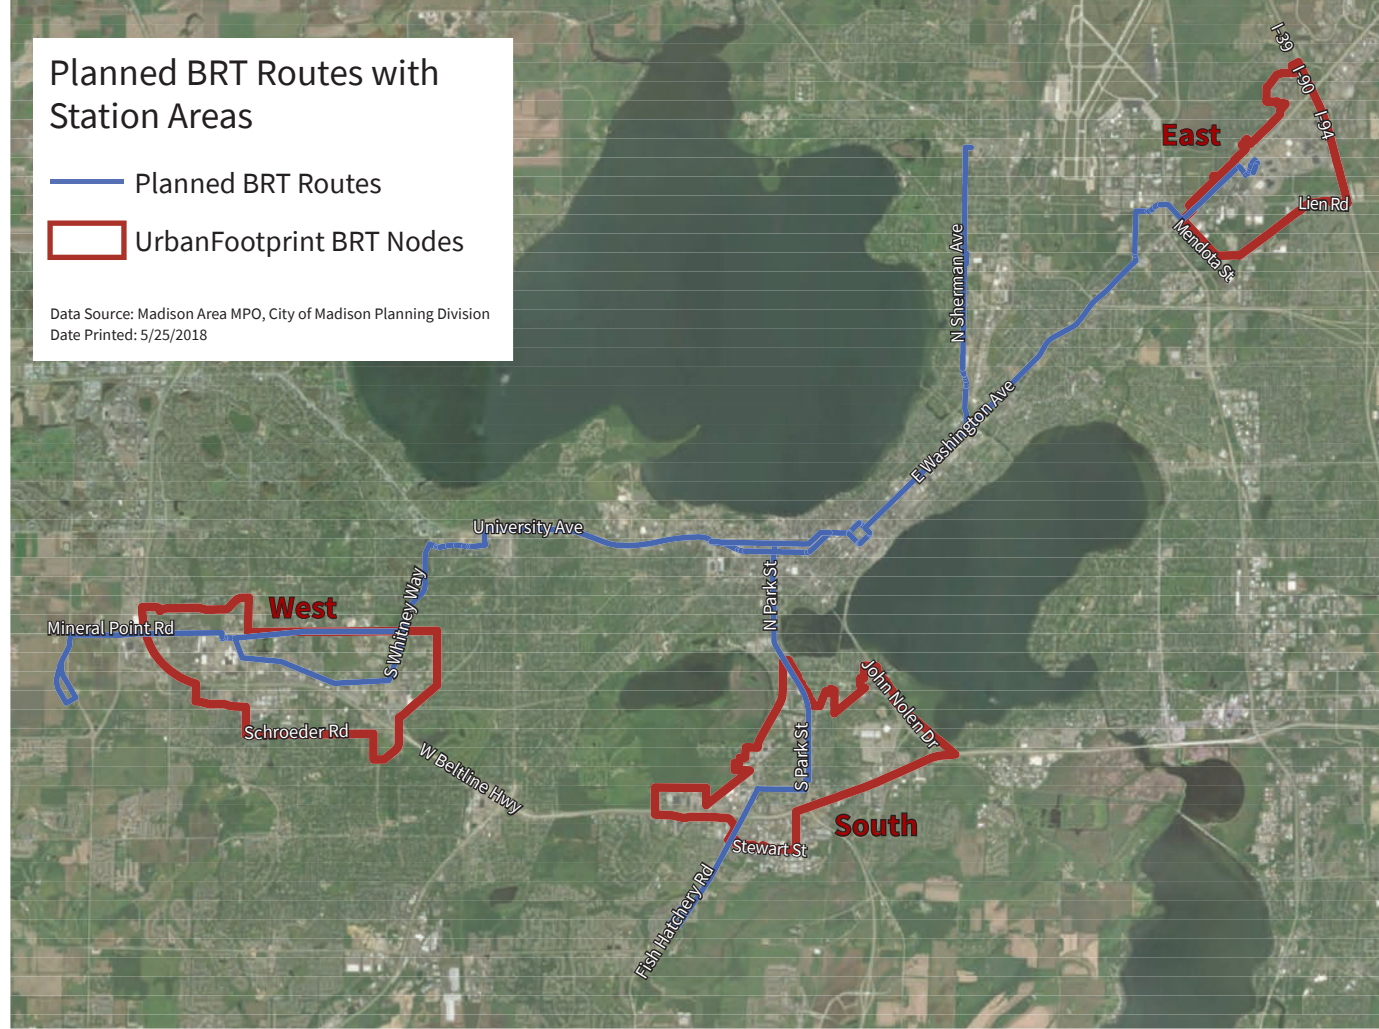 Planned BRT Routes with
Station Areas
Planned BRT Routes
UrbanFootprint BRT Nodes
Data Source: Madison Area MPO, City of Madison Planning Division
Date Printed: 5/25/2018
I-39
I-90
I-94
East
Lien Rd
Mendota St
N Sherman Ave
E Washington Ave
University Ave
N Park St
S Whitney Way
West
Mineral Point Rd
Schroeder Rd
W Beltline Hwy
John Nolen Dr
S Park St
South
Stewart St
Fish Hatchery Rd